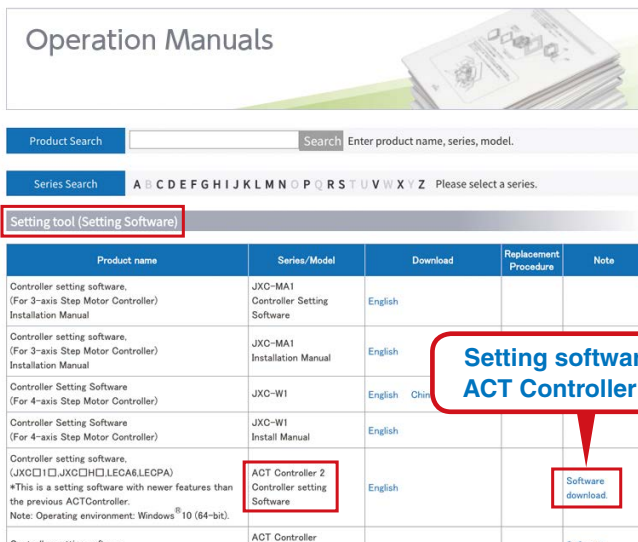 Operation Manuals
Product Search
Search
Enter product name, series, model.
Series Search
A B C D E F G H I J K L M N O P Q R S T U V W X Y Z Please select a series.
Setting tool (Setting Software)
Product name
Series/Model
Download
Replacement
Procedure
Note
Controller setting software,
(For 3-axis Step Motor Controller)
Installation Manual
JXC-MA1
Controller Setting
Software
English
Controller setting software,
(For 3-axis Step Motor Controller)
Installation Manual
JXC-MA1
Installation Manual
English
Setting softwar
ACT Controller
Controller Setting Software
(For 4-axis Step Motor Controller)
JXC-W1
English Chin
Controller Setting Software
(For 4-axis Step Motor Controller)
JXC-W1
Install Manual
English
Controller setting software,
(JXC□1□,JXC□H□,LECA6,LECPA)
*This is a setting software with newer features than
the previous ACTController.
Note: Operating environment: Windows®10 (64-bit).
ACT Controller 2
Controller setting
Software
English
Software
download.
ACT Controller